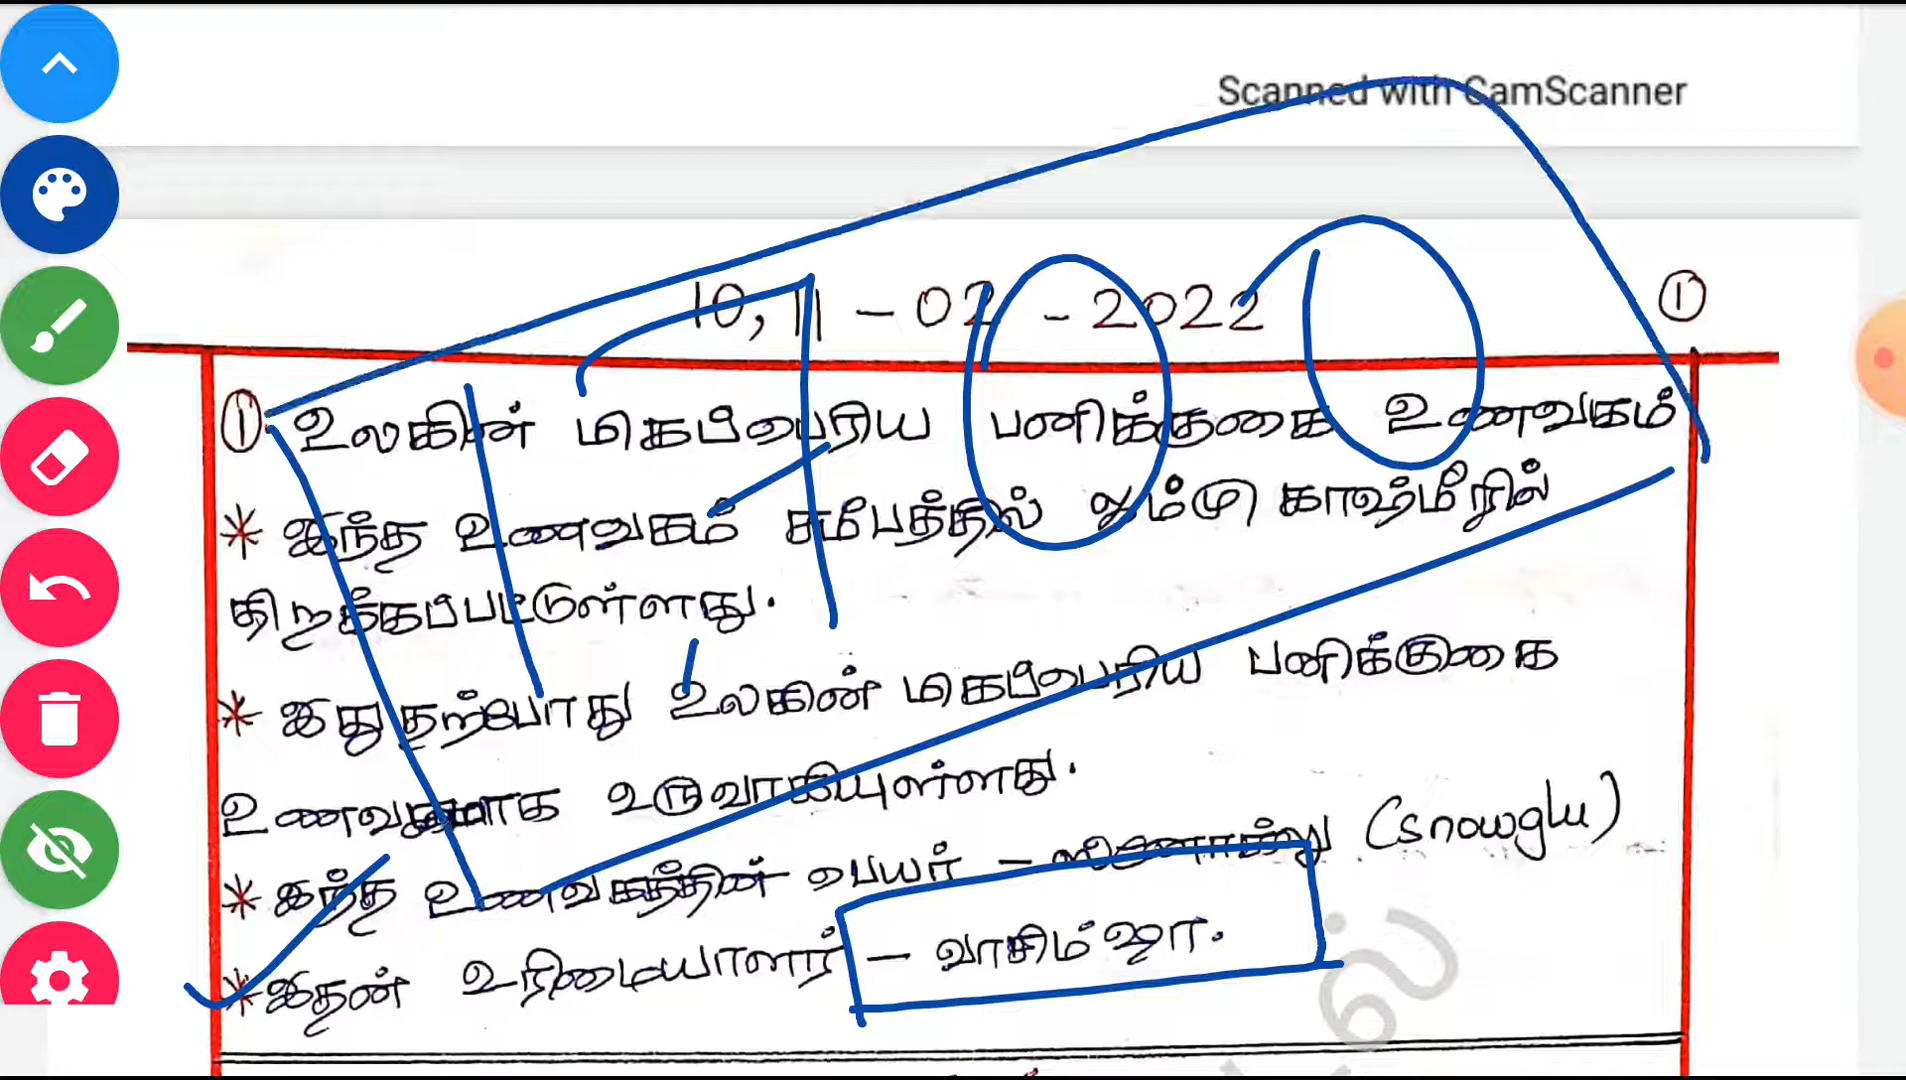 Scanned with CamScanner
10, 11 - 02 - 2022
①
① உலகின் மிகப்பெரிய பனிக்குகை உணவகம்
* இந்த உணவகம் சமீபத்தில் ஜம்மு காஷ்மீரில்
திறக்கப்பட்டுள்ளது.
* இது தற்போது உலகின் மிகப்பெரிய பனிக்குகை
உணவகமாக உருவாகியுள்ளது.
* இந்த உணவகத்தின் பெயர் - (snowglu)
* இதன் உரிமையாளர் - வாசிம் ஷா.